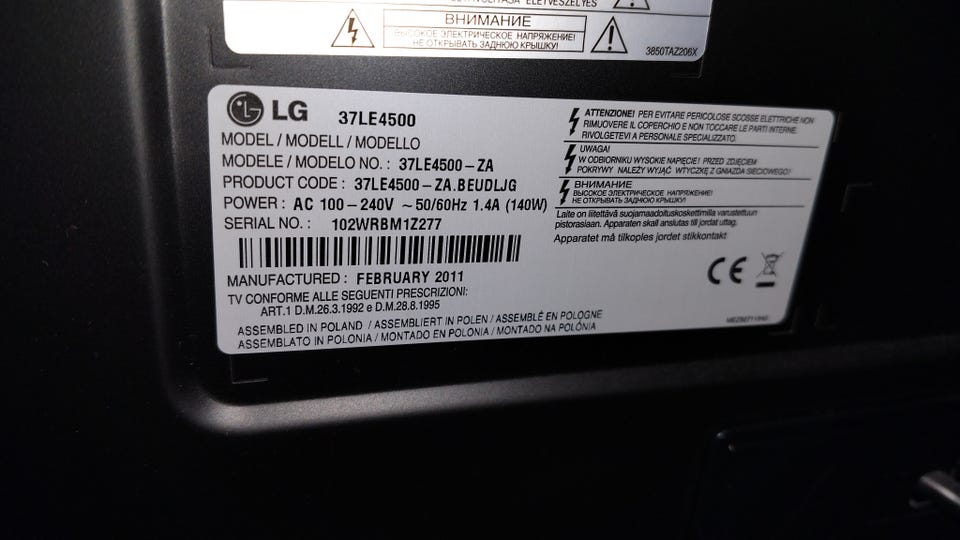 ВНИМАНИЕ
ВЫСОКОЕ ЭЛЕКТРИЧЕСКОЕ НАПРЯЖЕНИЕ!
НЕ ОТКРЫВАТЬ ЗАДНЮЮ КРЫШКУ!
3850TAZ206X
LG 37LE4500
MODEL / MODELL / MODELLO
MODELE / MODELO NO. : 37LE4500-ZA
PRODUCT CODE : 37LE4500-ZA.BEUDLJG
POWER : AC 100-240V ~50/60Hz 1.4A (140W)
SERIAL NO. : 102WRBM1Z277
MANUFACTURED : FEBRUARY 2011
TV CONFORME ALLE SEGUENTI PRESCRIZIONI:
ART.1 D.M.26.3.1992 e D.M.28.8.1995
ASSEMBLED IN POLAND / ASSEMBLIERT IN POLEN / ASSEMBLÉ EN POLOGNE
ASSEMBLATO IN POLONIA / MONTADO EN POLONIA / MONTADO NA POLÓNIA
ATTENZIONE! PER EVITARE PERICOLOSE SCOSSE ELETTRICHE NON
RIMUOVERE IL COPERCHIO E NON TOCCARE LE PARTI INTERNE.
RIVOLGETEVI A PERSONALE SPECIALIZZATO.
UWAGA!
W ODBIORNIKU WYSOKIE NAPIĘCIE! PRZED ZDJĘCIEM
POKRYWY NALEŻY WYJĄĆ WTYCZKĘ Z GNIAZDA SIECIOWEGO!
ВНИМАНИЕ
ВЫСОКОЕ ЭЛЕКТРИЧЕСКОЕ НАПРЯЖЕНИЕ!
НЕ ОТКРЫВАТЬ ЗАДНЮЮ КРЫШКУ!
Laite on liitettävä suojamaadoituskoskettimilla varustettuun
pistorasiaan. Apparaten skall anslutas till jordat uttag.
Apparatet må tilkoples jordet stikkontakt
CE